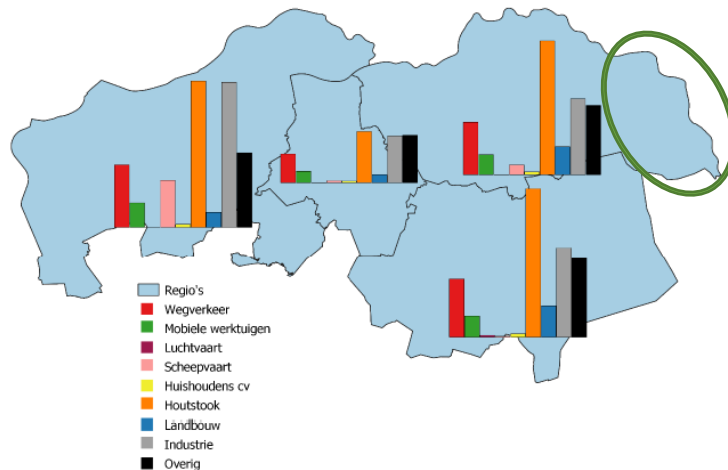 Regio's
Wegverkeer
Mobiele werktuigen
Luchtvaart
Scheepvaart
Huishoudens cv
Houtstook
Landbouw
Industrie
Overig